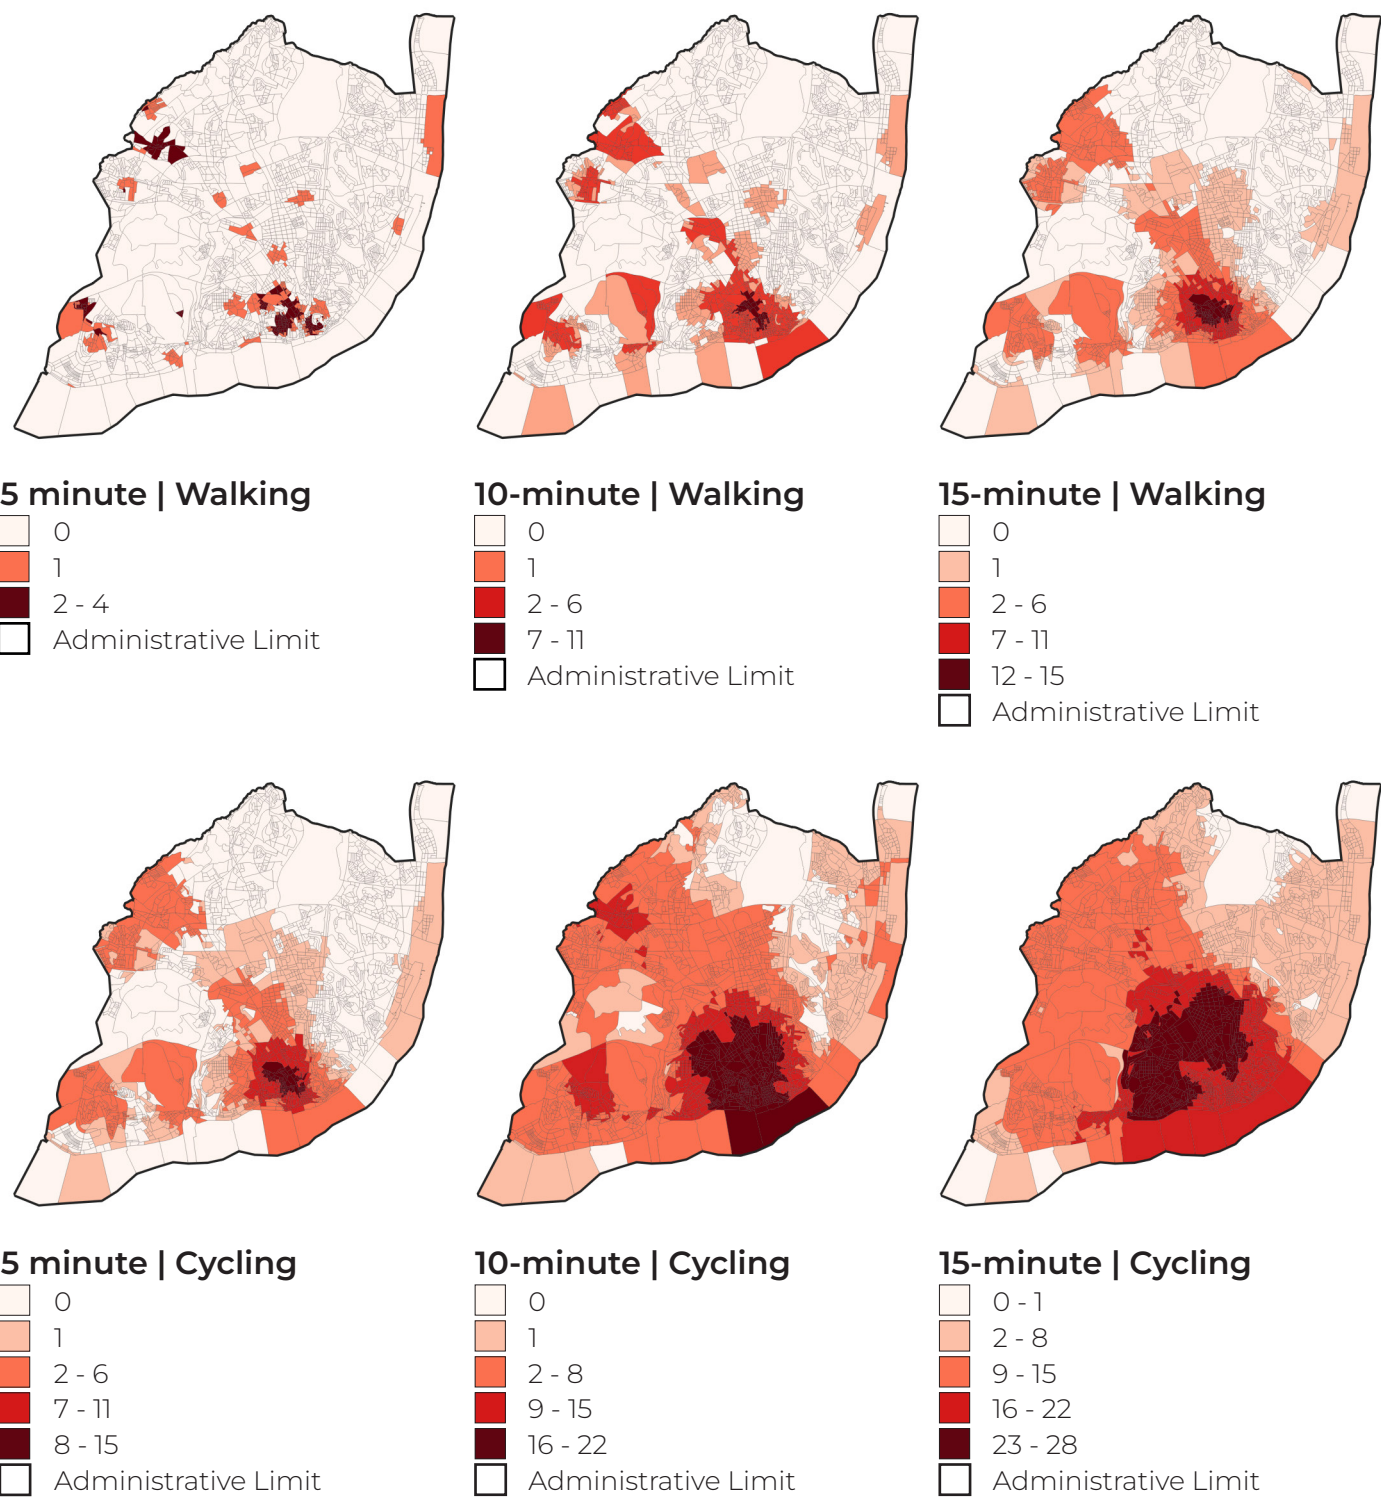 5 minute | Walking
0
1
2 - 4
Administrative Limit
10-minute | Walking
0
1
2 - 6
7 - 11
Administrative Limit
15-minute | Walking
0
1
2 - 6
7 - 11
12 - 15
Administrative Limit
5 minute | Cycling
0
1
2 - 6
7 - 11
8 - 15
Administrative Limit
10-minute | Cycling
0
1
2 - 8
9 - 15
16 - 22
Administrative Limit
15-minute | Cycling
0 - 1
2 - 8
9 - 15
16 - 22
23 - 28
Administrative Limit